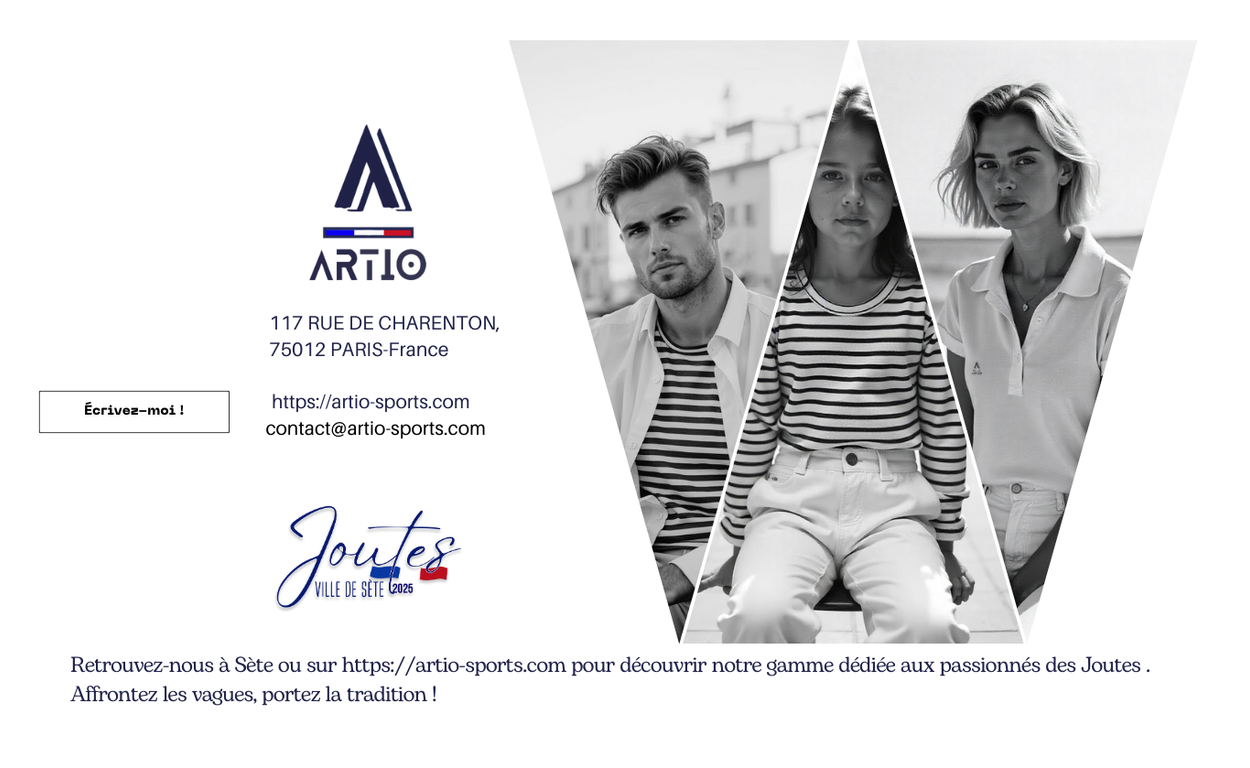 ARTIO
117 RUE DE CHARENTON,
75012 PARIS-France
Écrivez-moi !
https://artio-sports.com
contact@artio-sports.com
Joutes
VILLE DE SÈTE 2025
Retrouvez-nous à Sète ou sur https://artio-sports.com pour découvrir notre gamme dédiée aux passionnés des Joutes .
Affrontez les vagues, portez la tradition !